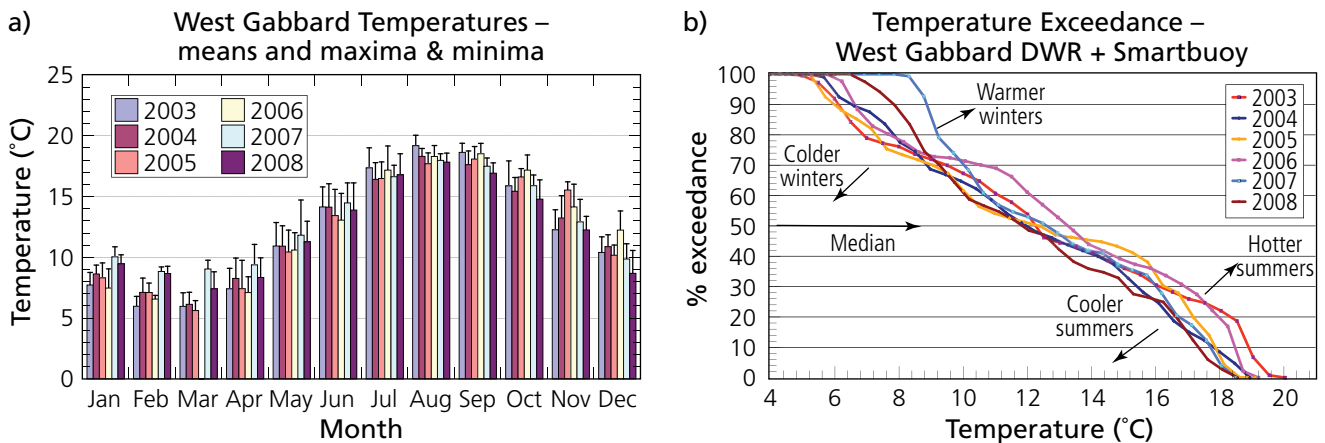 a)
West Gabbard Temperatures –
means and maxima & minima
Temperature (˚C)
25
20
15
10
5
0
2003
2004
2005
2006
2007
2008
Jan Feb Mar Apr May Jun Jul Aug Sep Oct Nov Dec
Month
b)
Temperature Exceedance –
West Gabbard DWR + Smartbuoy
% exceedance
100
90
80
70
60
50
40
30
20
10
0
Warmer
winters
Colder
winters
Median
Hotter
summers
Cooler
summers
2003
2004
2005
2006
2007
2008
4 6 8 10 12 14 16 18 20
Temperature (˚C)